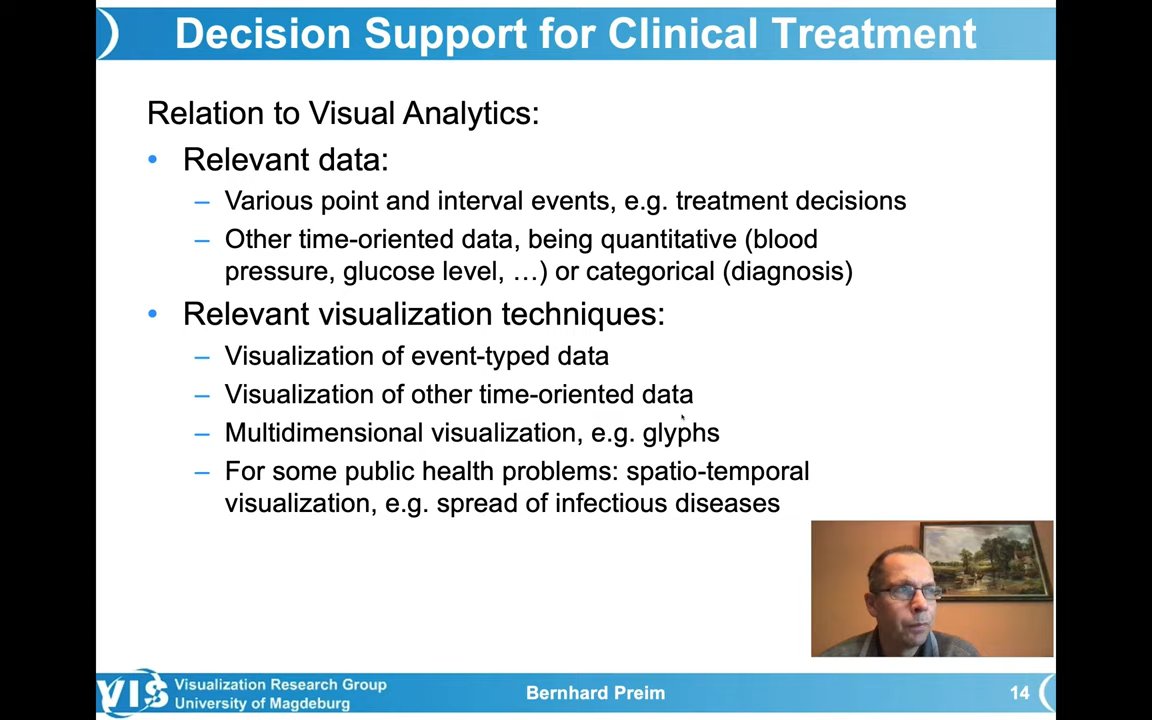 Decision Support for Clinical Treatment
Relation to Visual Analytics:
• Relevant data:
– Various point and interval events, e.g. treatment decisions
– Other time-oriented data, being quantitative (blood
pressure, glucose level, …) or categorical (diagnosis)
• Relevant visualization techniques:
– Visualization of event-typed data
– Visualization of other time-oriented data
– Multidimensional visualization, e.g. glyphs
– For some public health problems: spatio-temporal
visualization, e.g. spread of infectious diseases
VIS
Visualization Research Group
University of Magdeburg
Bernhard Preim
14